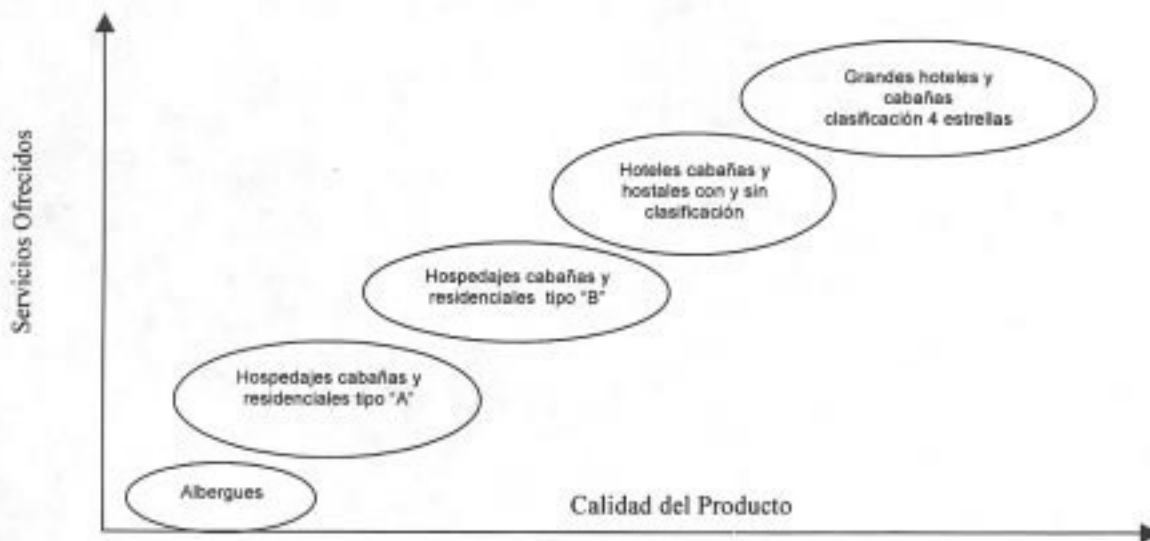 Grandes hoteles y
cabañas
clasificación 4 estrellas
Hoteles cabañas y
hostales con y sin
clasificación
Servicios Ofrecidos
Hospedajes cabañas y
residenciales tipo "B"
Hospedajes cabañas y
residenciales tipo "A"
Albergues
Calidad del Producto